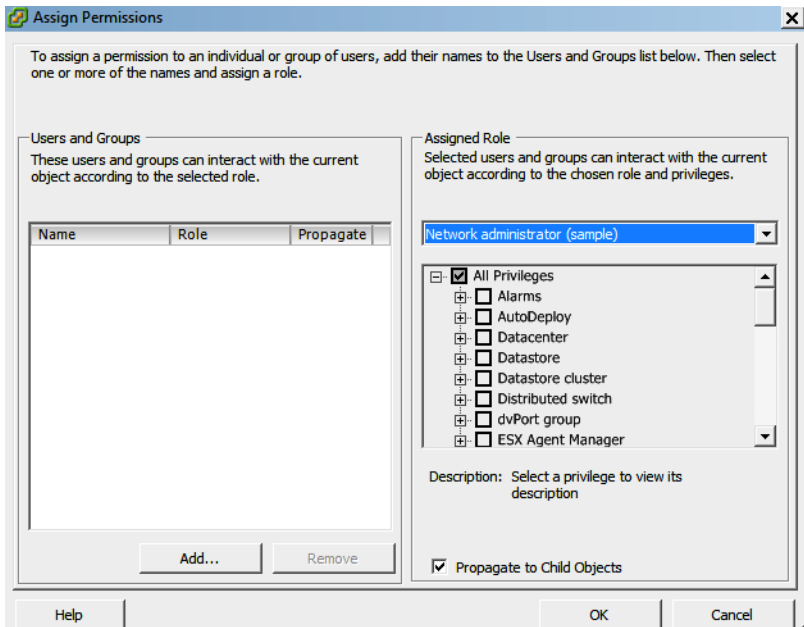 Assign Permissions
To assign a permission to an individual or group of users, add their names to the Users and Groups list below. Then select
one or more of the names and assign a role.
Users and Groups
These users and groups can interact with the current
object according to the selected role.
Name Role Propagate
Add... Remove
Assigned Role
Selected users and groups can interact with the current
object according to the chosen role and privileges.
Network administrator (sample)
All Privileges
Alarms
AutoDeploy
Datacenter
Datastore
Datastore cluster
Distributed switch
dvPort group
ESX Agent Manager
Description: Select a privilege to view its
description
Propagate to Child Objects
Help OK Cancel